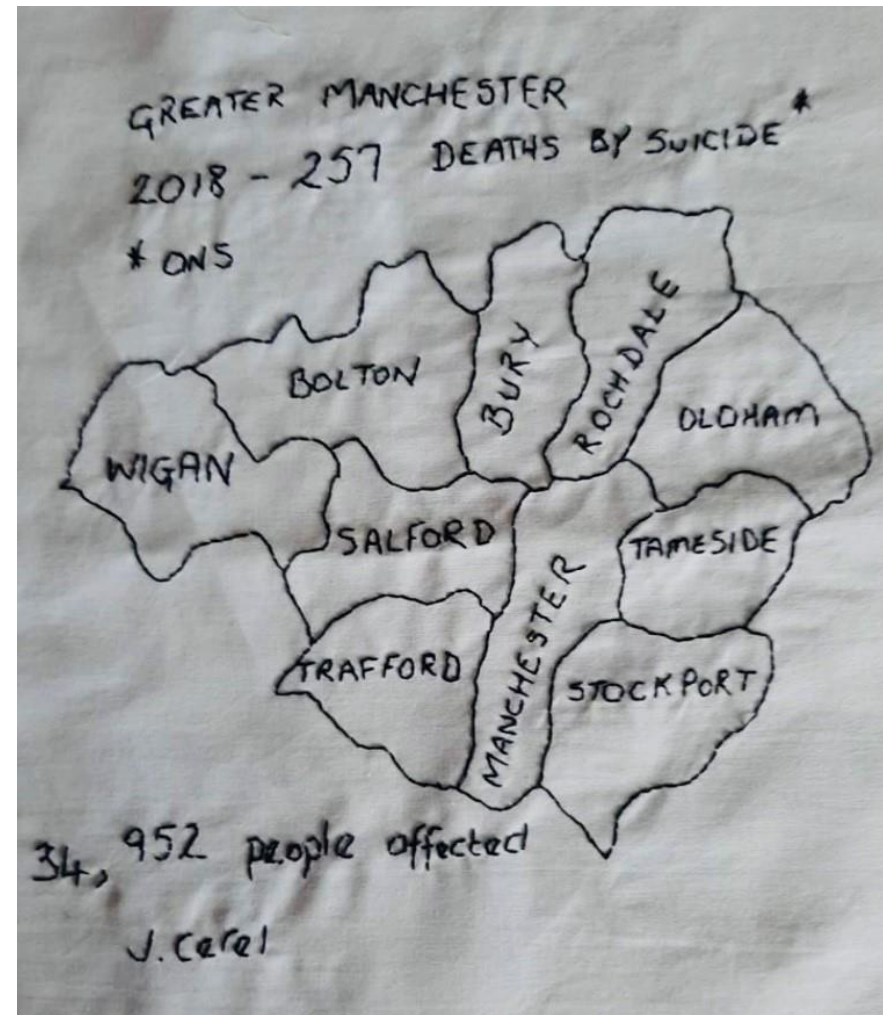 GREATER MANCHESTER
2018 - 257 DEATHS BY SUICIDE*
* ONS
BOLTON
BURY
ROCHDALE
OLDHAM
WIGAN
SALFORD
TAMESIDE
MANCHESTER
TRAFFORD
STOCKPORT
34,952 people affected
J. Cerel